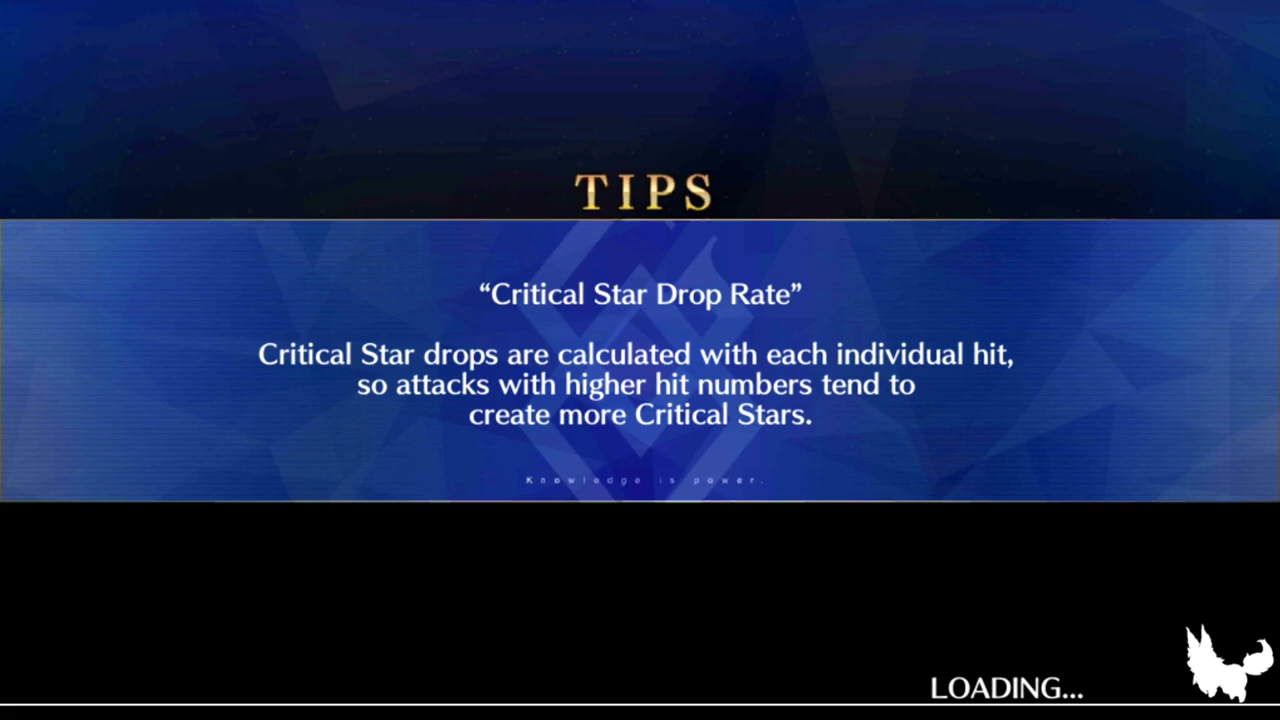 TIPS
“Critical Star Drop Rate”
Critical Star drops are calculated with each individual hit,
so attacks with higher hit numbers tend to
create more Critical Stars.
Knowledge is power.
LOADING...